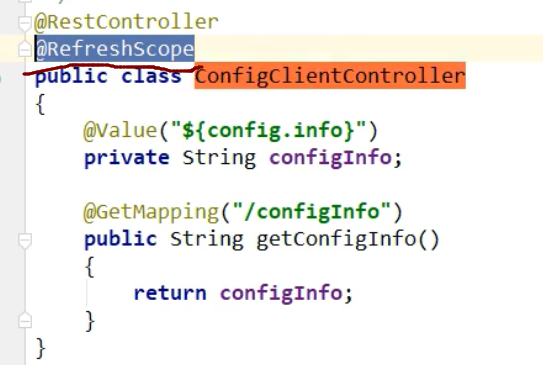 @RestController
@RefreshScope
public class ConfigClientController
{
    @Value("${config.info}")
    private String configInfo;

    @GetMapping("/configInfo")
    public String getConfigInfo()
    {
        return configInfo;
    }
}